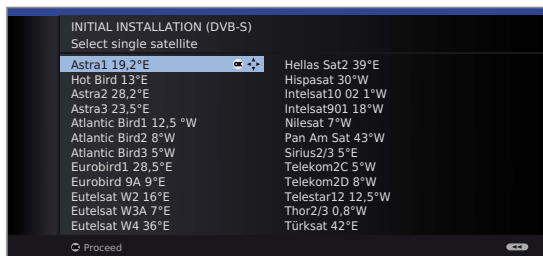 INITIAL INSTALLATION (DVB-S)
Select single satellite
Astra1 19,2°E
Hot Bird 13°E
Astra2 28,2°E
Astra3 23,5°E
Atlantic Bird1 12,5 °W
Atlantic Bird2 8°W
Atlantic Bird3 5°W
Eurobird1 28,5°E
Eurobird 9A 9°E
Eutelsat W2 16°E
Eutelsat W3A 7°E
Eutelsat W4 36°E
Hellas Sat2 39°E
Hispasat 30°W
Intelsat10 02 1°W
Intelsat901 18°W
Nilesat 7°W
Pan Am Sat 43°W
Sirius2/3 5°E
Telekom2C 5°W
Telekom2D 8°W
Telestar12 12,5°W
Thor2/3 0,8°W
Türksat 42°E
OK Proceed